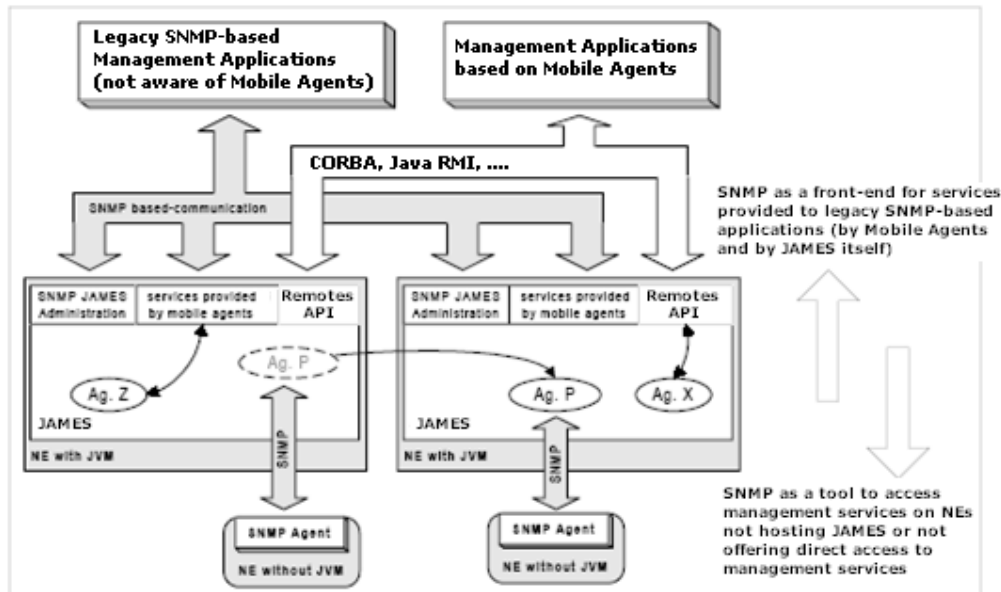 Legacy SNMP-based
Management Applications
(not aware of Mobile Agents)
Management Applications
based on Mobile Agents
CORBA, Java RMI, ....
SNMP based-communication
SNMP as a front-end for services
provided to legacy SNMP-based
applications (by Mobile Agents
and by JAMES itself)
SNMP JAMES
Administration
services provided
by mobile agents
Remotes
API
Ag. P
Ag. Z
JAMES
NE with JVM
SNMP JAMES
Administration
services provided
by mobile agents
Remotes
API
Ag. P
Ag. X
JAMES
NE with JVM
SNMP
SNMP
SNMP Agent
NE without JVM
SNMP Agent
NE without JVM
SNMP as a tool to access
management services on NEs
not hosting JAMES or not
offering direct access to
management services